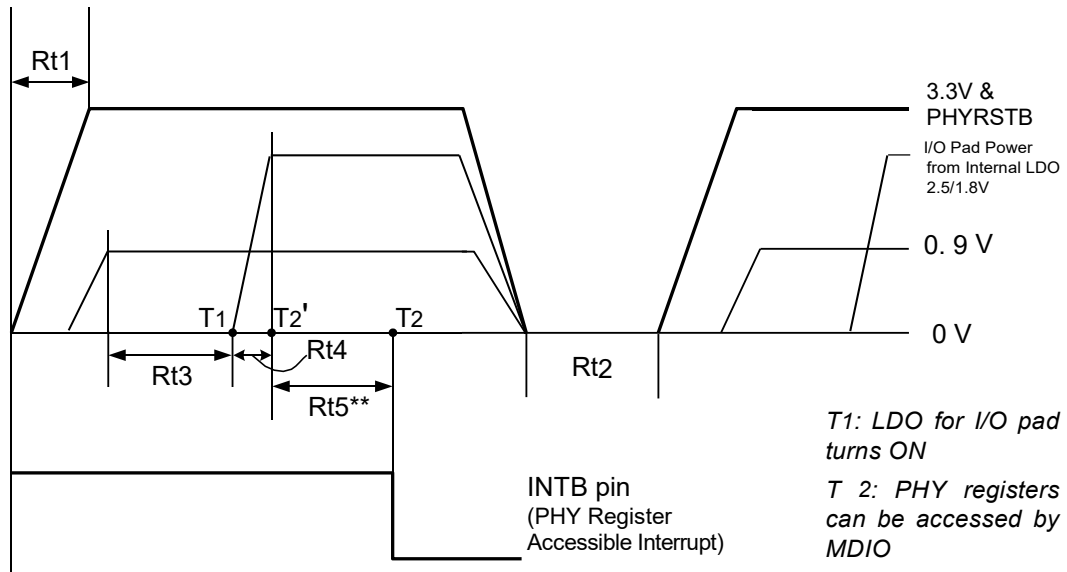 Rt1
3.3V &
PHYRSTB
I/O Pad Power
from Internal LDO
2.5/1.8V
0. 9 V
T1
T2'
T2
0 V
Rt3
Rt4
Rt2
Rt5**
T1: LDO for I/O pad
turns ON
T 2: PHY registers
can be accessed by
MDIO
INTB pin
(PHY Register
Accessible Interrupt)